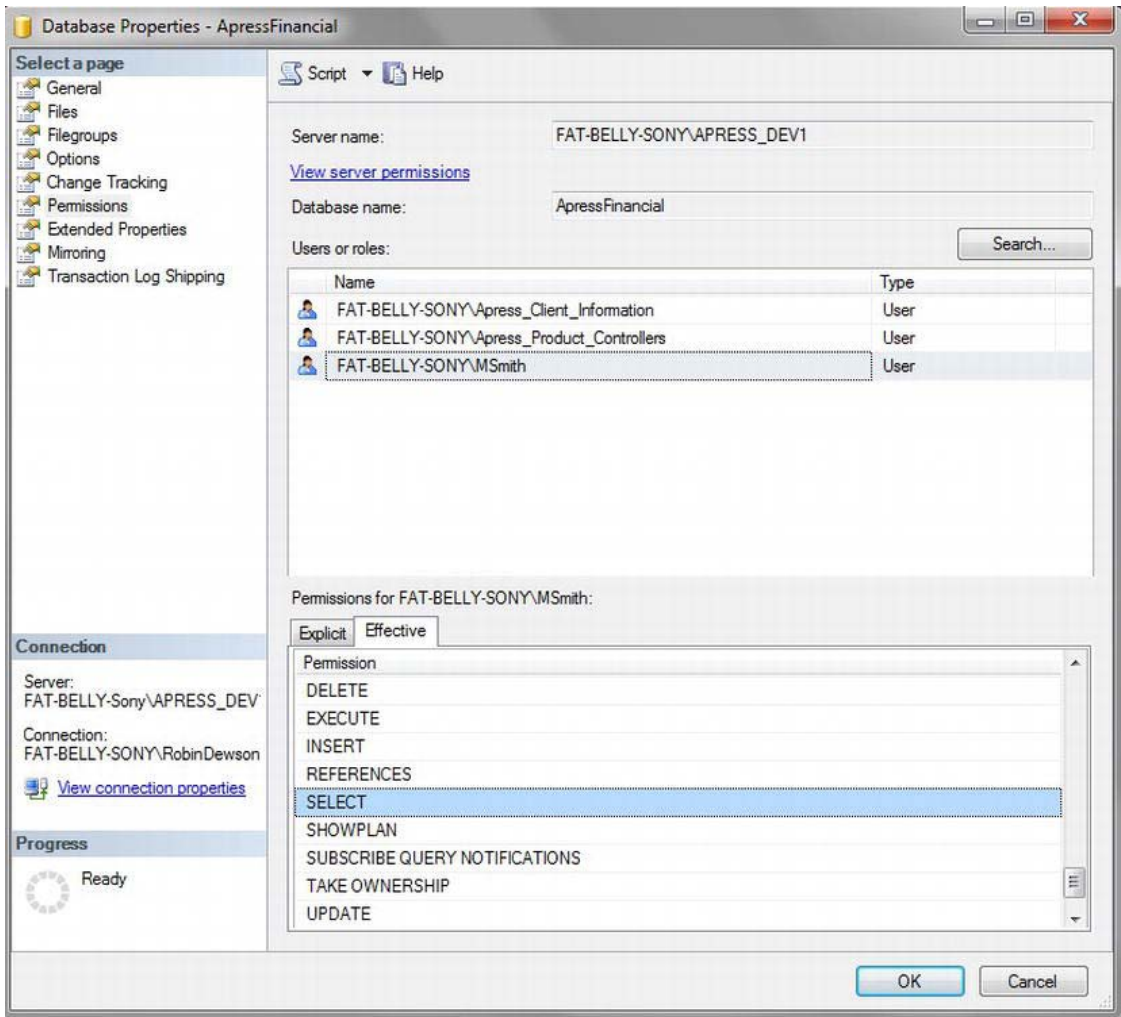 Database Properties - ApressFinancial
Select a page
General
Files
Filegroups
Options
Change Tracking
Permissions
Extended Properties
Mirroring
Transaction Log Shipping
Connection
Server:
FAT-BELLY-Sony\APRESS_DEV
Connection:
FAT-BELLY-SONY\RobinDewson
View connection properties
Progress
Ready
Script
Help
Server name: FAT-BELLY-SONY\APRESS_DEV1
View server permissions
Database name: ApressFinancial
Users or roles: Search...
Name Type
FAT-BELLY-SONY\Apress_Client_Information User
FAT-BELLY-SONY\Apress_Product_Controllers User
FAT-BELLY-SONY\MSmith User
Permissions for FAT-BELLY-SONY\MSmith:
Explicit Effective
Permission
DELETE
EXECUTE
INSERT
REFERENCES
SELECT
SHOWPLAN
SUBSCRIBE QUERY NOTIFICATIONS
TAKE OWNERSHIP
UPDATE
OK Cancel